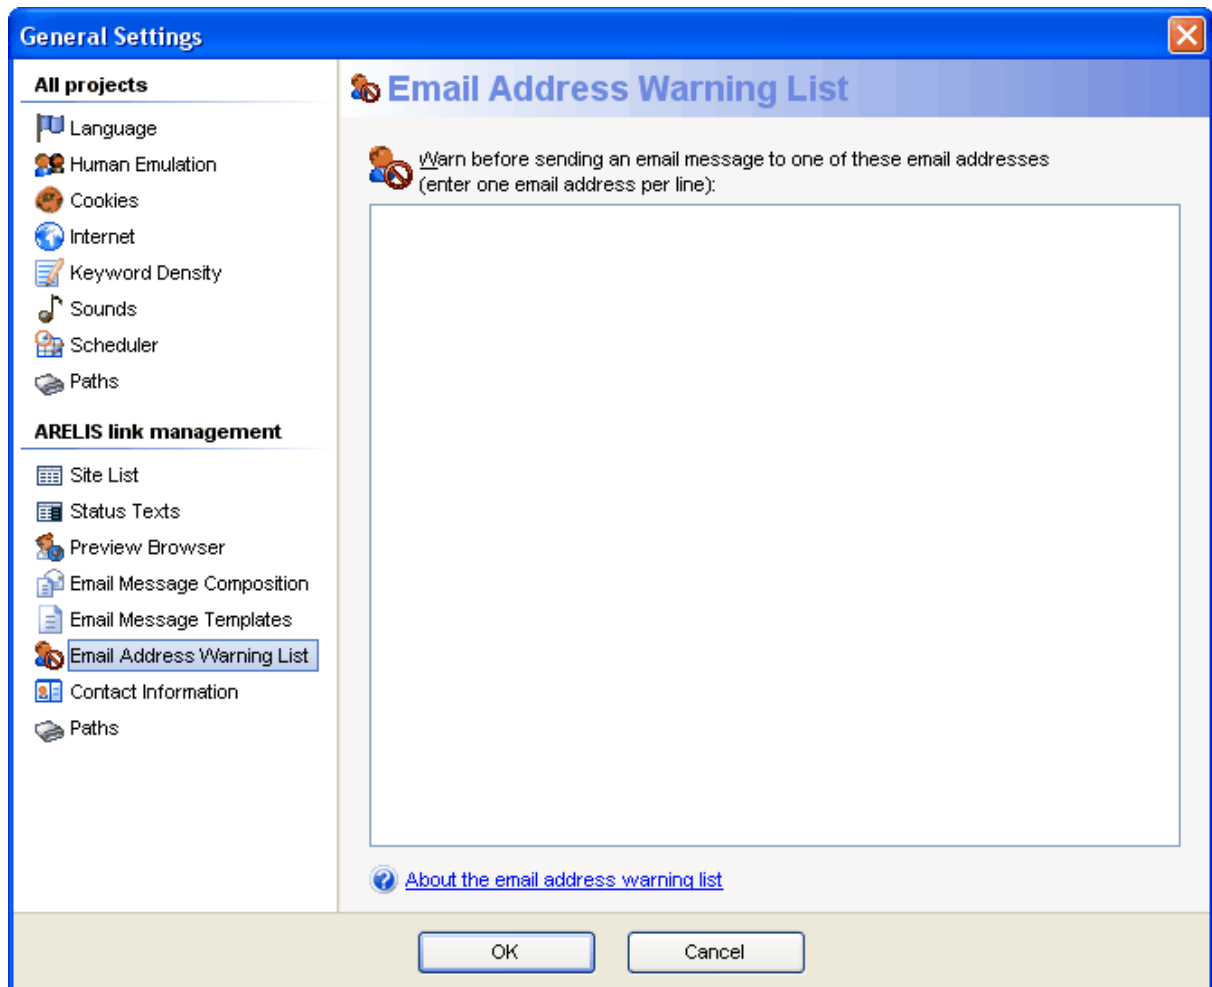 General Settings
All projects
Language
Human Emulation
Cookies
Internet
Keyword Density
Sounds
Scheduler
Paths
ARELIS link management
Site List
Status Texts
Preview Browser
Email Message Composition
Email Message Templates
Email Address Warning List
Contact Information
Paths
Email Address Warning List
Warn before sending an email message to one of these email addresses
(enter one email address per line):
About the email address warning list
OK
Cancel